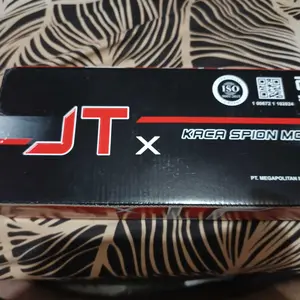 ISO
JT x
KACA SPION MO
PT. MEGAPOLITAN